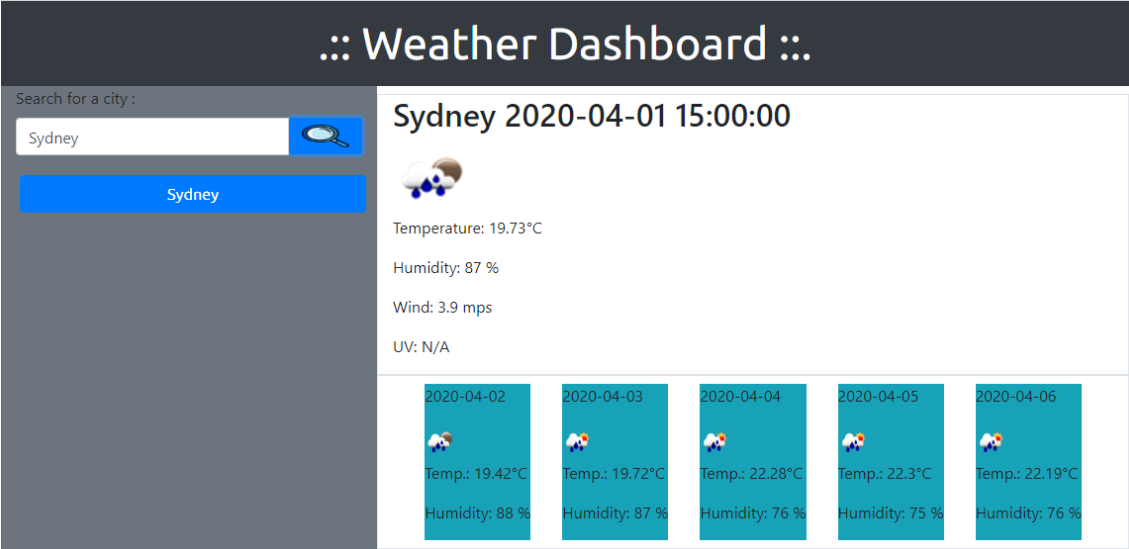 .:: Weather Dashboard ::.
Search for a city :
Sydney
Sydney
Sydney 2020-04-01 15:00:00
Temperature: 19.73°C
Humidity: 87 %
Wind: 3.9 mps
UV: N/A
2020-04-02
Temp.: 19.42°C
Humidity: 88 %
2020-04-03
Temp.: 19.72°C
Humidity: 87 %
2020-04-04
Temp.: 22.28°C
Humidity: 76 %
2020-04-05
Temp.: 22.3°C
Humidity: 75 %
2020-04-06
Temp.: 22.19°C
Humidity: 76 %